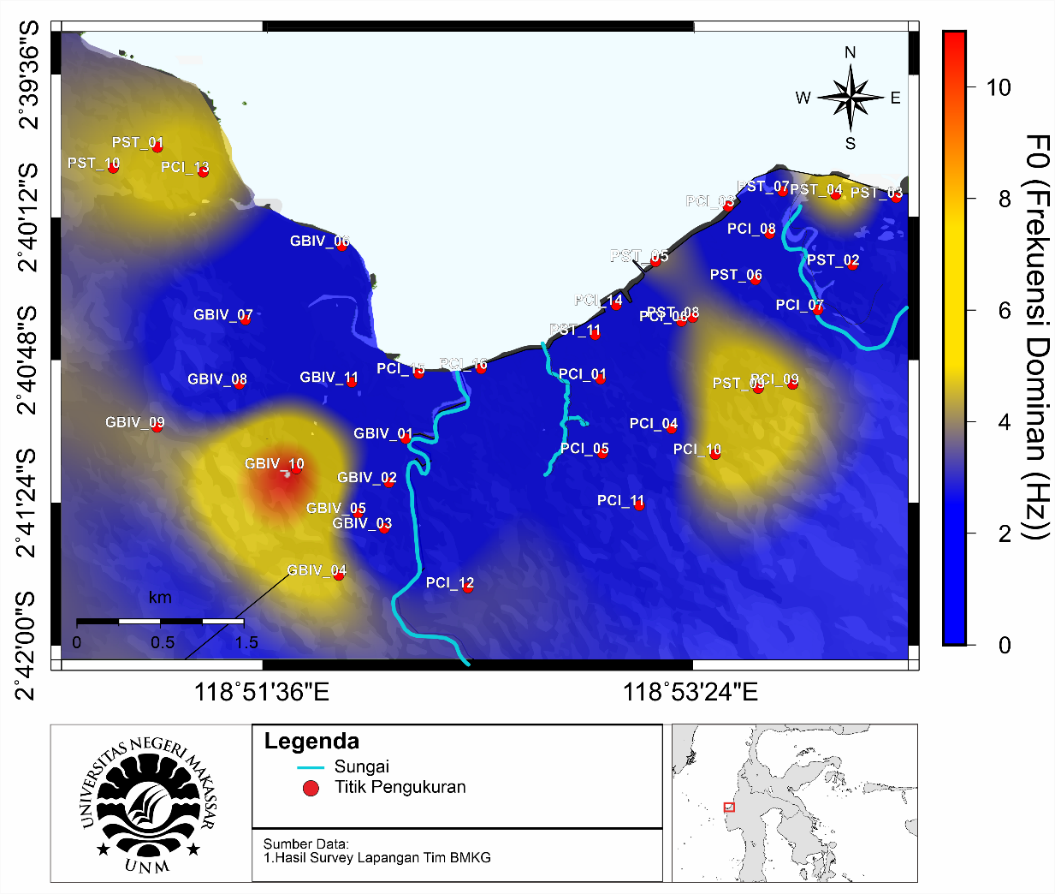 2°39'36"S
2°40'12"S
2°40'48"S
2°41'24"S
2°42'00"S
N
W E
S
PST_01
PST_10
PCI_13
GBIV_06
GBIV_07
GBIV_08
GBIV_09
GBIV_11
PCI_15
PCI_16
GBIV_01
GBIV_10
GBIV_02
GBIV_05
GBIV_03
GBIV_04
PCI_12
PST_07
PST_04
PST_03
PCI_03
PCI_08
PST_02
PST_05
PST_06
PCI_07
PCI_14
PST_08
PCI_06
PST_11
PCI_01
PST_09
PCI_09
PCI_04
PCI_10
PCI_05
PCI_11
km
0 0.5 1.5
118°51'36"E
118°53'24"E
10
8
6
4
2
0
F0 (Frekuensi Dominan (Hz))
UNIVERSITAS NEGERI MAKASSAR
UNM
Legenda
Sungai
Titik Pengukuran
Sumber Data:
1.Hasil Survey Lapangan Tim BMKG